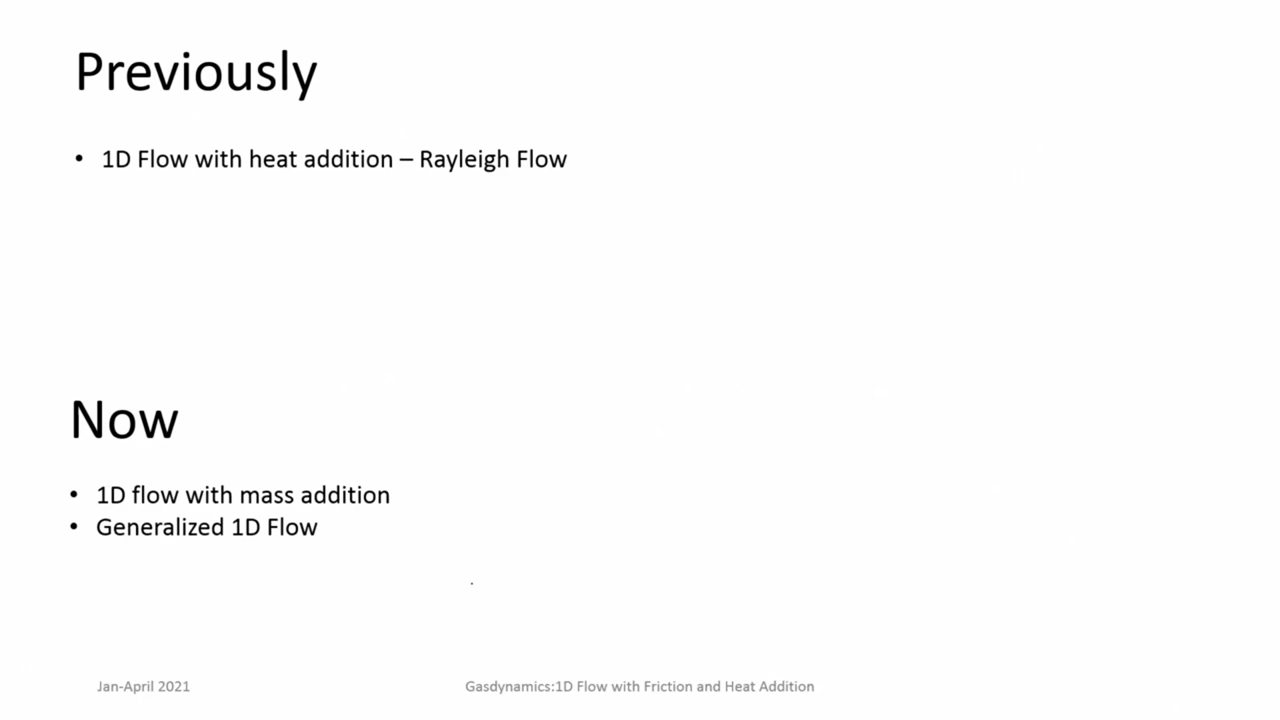 Previously
• 1D Flow with heat addition – Rayleigh Flow
Now
• 1D flow with mass addition
• Generalized 1D Flow
Jan-April 2021
Gasdynamics:1D Flow with Friction and Heat Addition